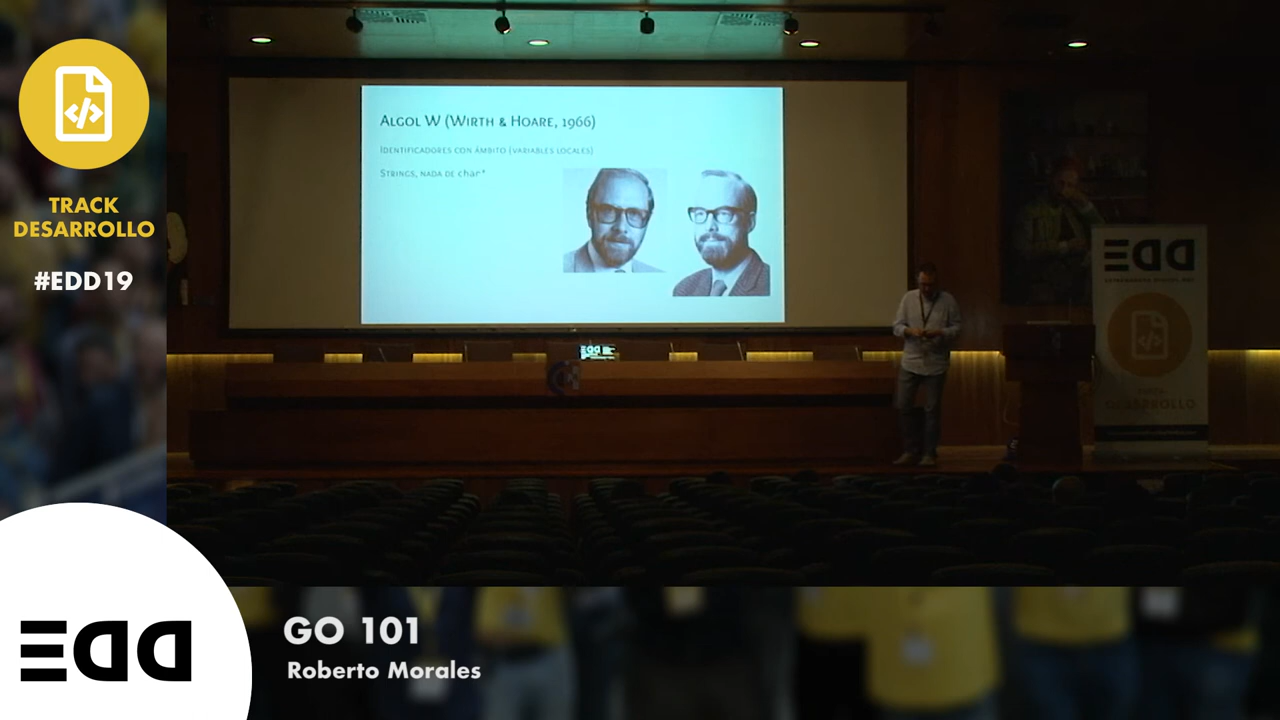 TRACK
DESARROLLO
#EDD19
ALGOL W (WIRTH & HOARE, 1966)
IDENTIFICADORES CON ÁMBITO (VARIABLES LOCALES)
STRINGS, NADA DE char*
EDD
EDD
DESARROLLO
EDD
GO 101
Roberto Morales